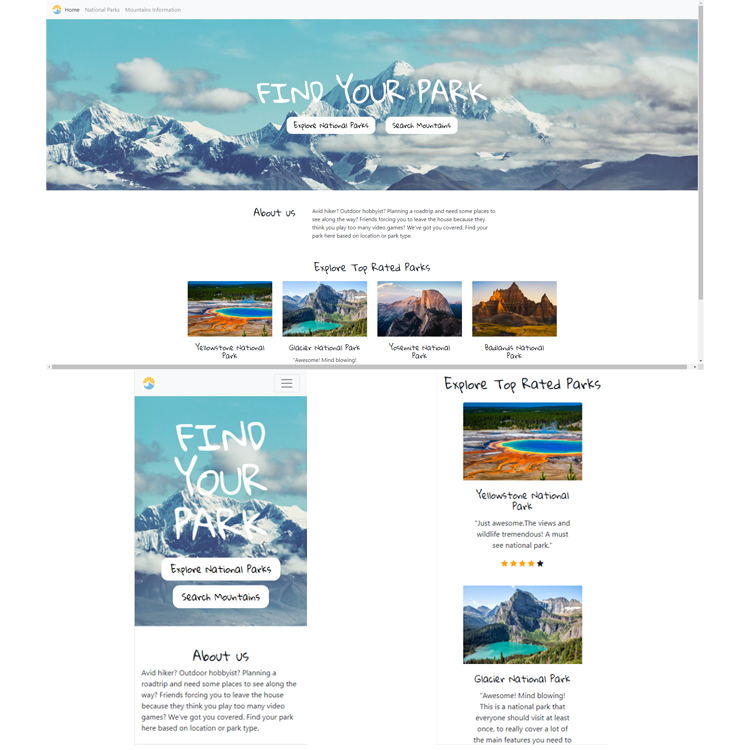 Home National Parks Mountains Information
FIND YOUR PARK
Explore National Parks Search Mountains
About us
Avid hiker? Outdoor hobbyist? Planning a roadtrip and need some places to
see along the way? Friends forcing you to leave the house because they
think you play too many video games? We've got you covered. Find your
park here based on location or park type.
Explore Top Rated Parks
Yellowstone National
Park
Glacier National Park
"Awesome! Mind blowing!
Yosemite National
Park
Badlands National
Park
FIND
YOUR
PARK
Explore National Parks
Search Mountains
About us
Avid hiker? Outdoor hobbyist? Planning a
roadtrip and need some places to see along the
way? Friends forcing you to leave the house
because they think you play too many video
games? We've got you covered. Find your park
here based on location or park type.
Explore Top Rated Parks
Yellowstone National
Park
"Just awesome.The views and
wildlife tremendous! A must
see national park."
Glacier National Park
"Awesome! Mind blowing!
This is a national park that
everyone should visit at least
once, to really cover a lot of
the main features you need to